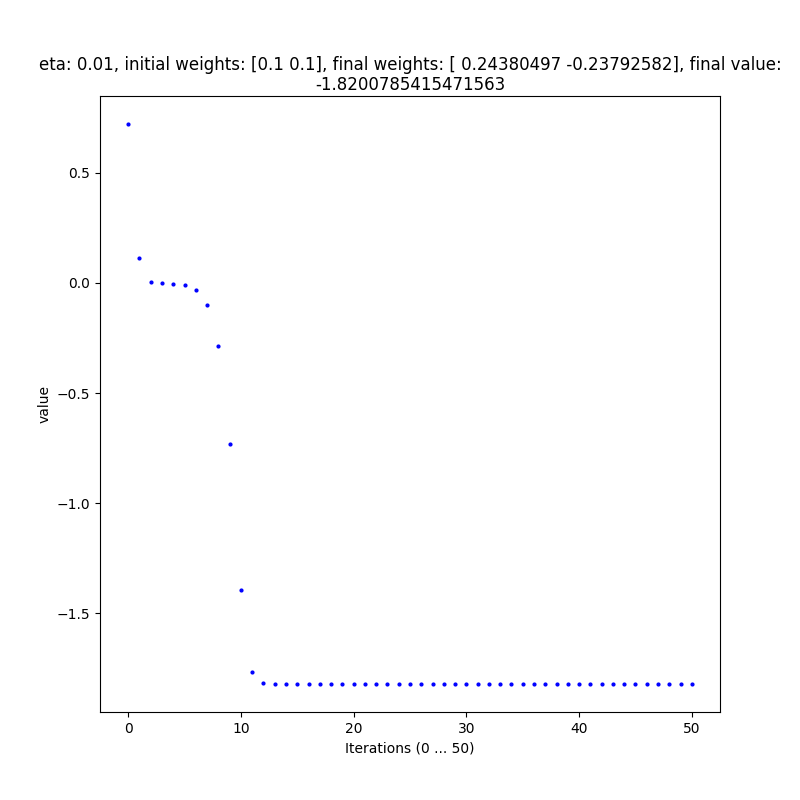 eta: 0.01, initial weights: [0.1 0.1], final weights: [ 0.24380497 -0.23792582], final value:
-1.8200785415471563
0.5
0.0
−0.5
−1.0
−1.5
value
0 10 20 30 40 50
Iterations (0 ... 50)